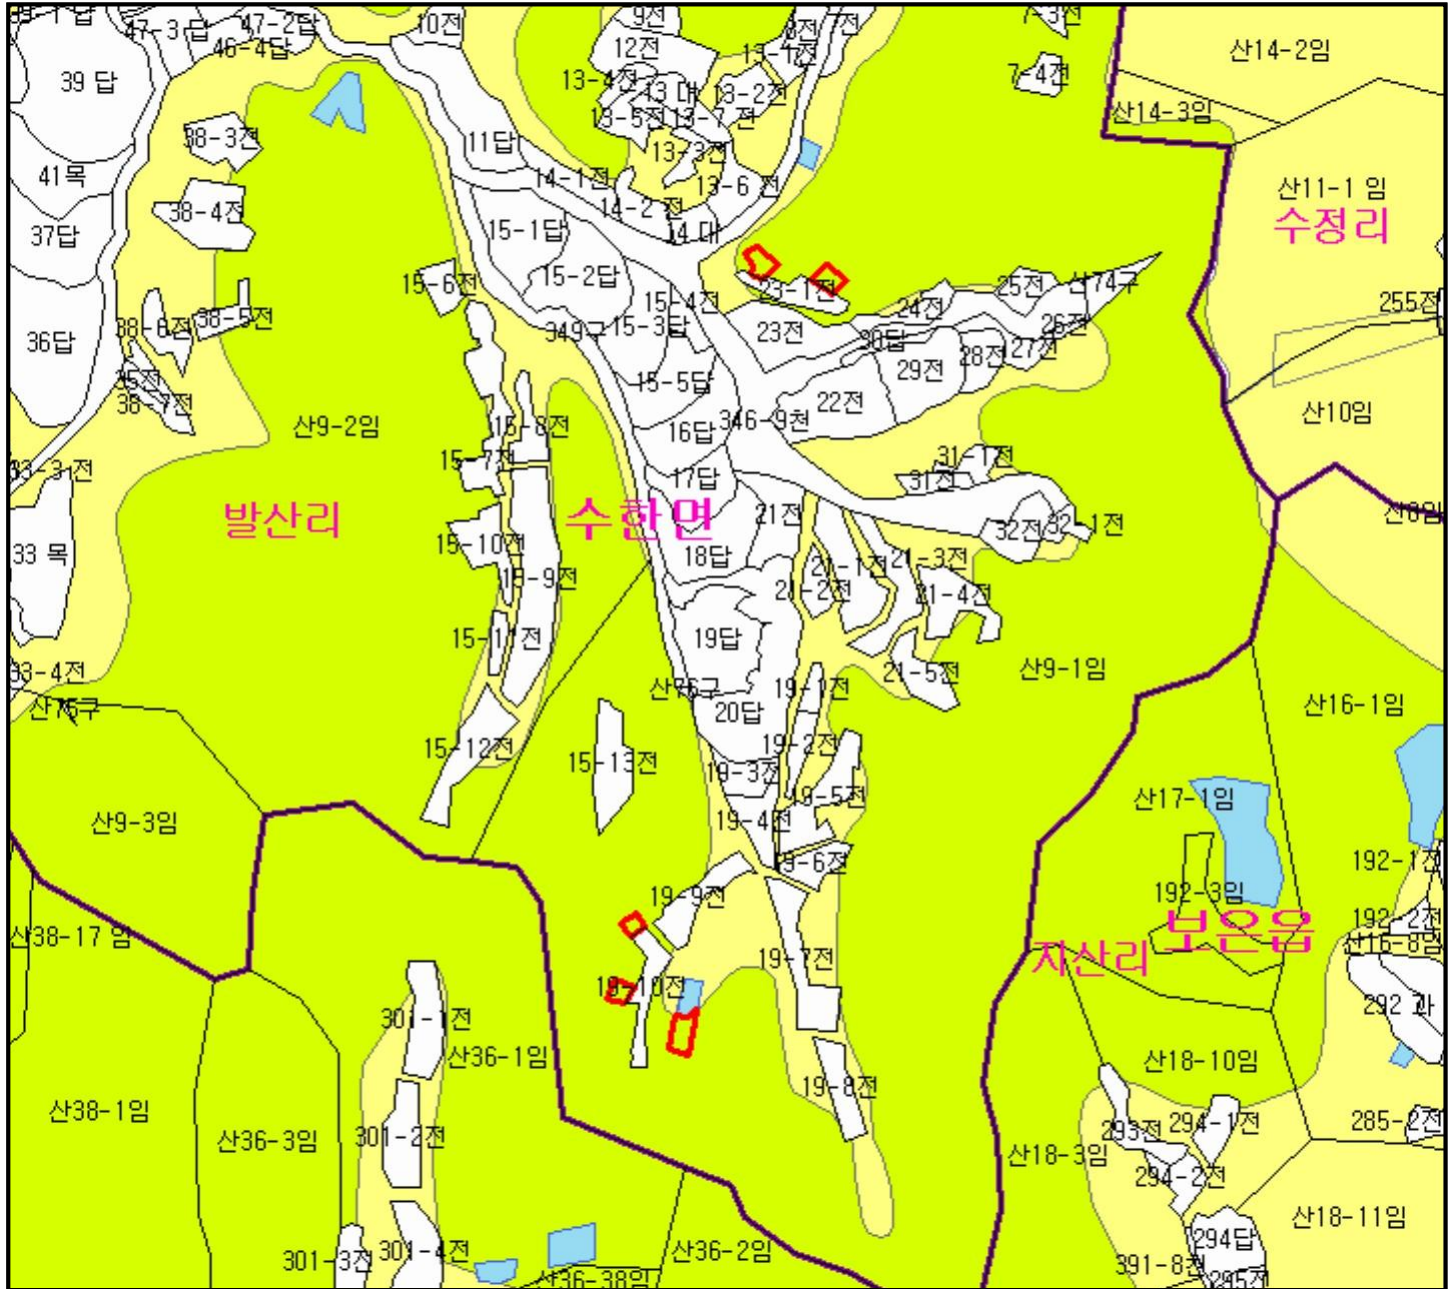 47-3 답
47-2답
46-4답
10전
9전
12전
13-1전
7-3전
산14-2임
39 답
13-4전
13 대
13-2전
7-4전
산14-3임
13-5전
13-7 전
38-3전
11답
13-3전
41목
14-1전
13-6 전
산11-1 임
38-4전
14-2 전
수정리
37답
15-1답
14 대
15-2답
15-6전
23-1전
25전
산74구
15-4전
24전
255전
38-6전
38-5전
349구
15-3답
23전
26전
36답
30답
28전
27전
29전
35전
15-5답
38-7전
22전
산10임
산9-2임
15-8전
16답
346-9천
33-3 전
15-7전
17답
31-1전
31전
발산리
수한면
21전
32전
32-1전
33 목
15-10전
18답
21-1전
21-3전
15-9전
21-2전
21-4전
15-11전
19답
33-4전
21-5전
산9-1임
산75구
산76구
19-1전
20답
산16-1임
15-12전
19-2전
15-13전
19-3전
19-5전
산17-1임
산9-3임
19-4전
19-6전
192-1전
19-9전
192-3임
192-2전
보은읍
산38-17 임
산16-8임
19-7전
지산리
19-10전
292 과
301-1전
산36-1임
산18-10임
19-8전
산38-1임
산36-3임
301-2전
293전
294-1전
285-2전
산18-3임
294-2전
산18-11임
294답
301-3전
301-4전
산36-2임
391-8천
산36-38임
295전